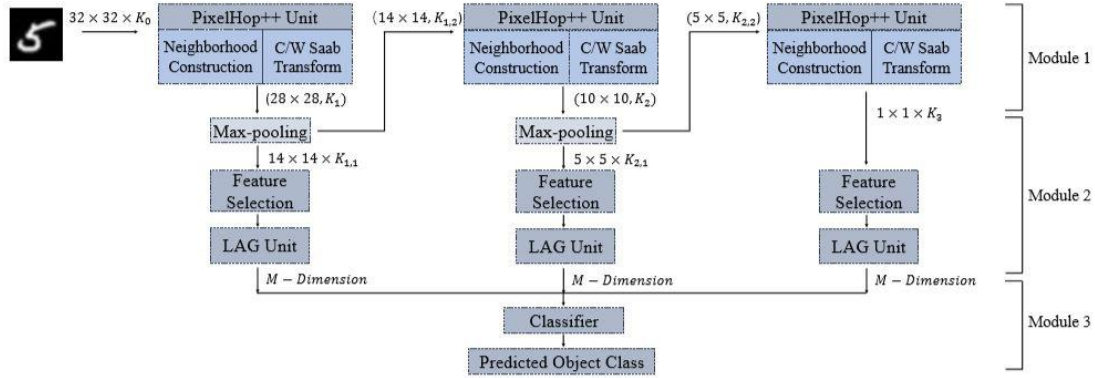 5
32 × 32 × K₀
PixelHop++ Unit
Neighborhood Construction
C/W Saab Transform
(14 × 14, K₁,₂)
PixelHop++ Unit
Neighborhood Construction
C/W Saab Transform
(5 × 5, K₂,₂)
PixelHop++ Unit
Neighborhood Construction
C/W Saab Transform
Module 1
(28 × 28, K₁)
(10 × 10, K₂)
1 × 1 × K₃
Max-pooling
Max-pooling
14 × 14 × K₁,₁
5 × 5 × K₂,₁
Feature Selection
Feature Selection
Feature Selection
Module 2
LAG Unit
LAG Unit
LAG Unit
M − Dimension
M − Dimension
M − Dimension
Classifier
Module 3
Predicted Object Class